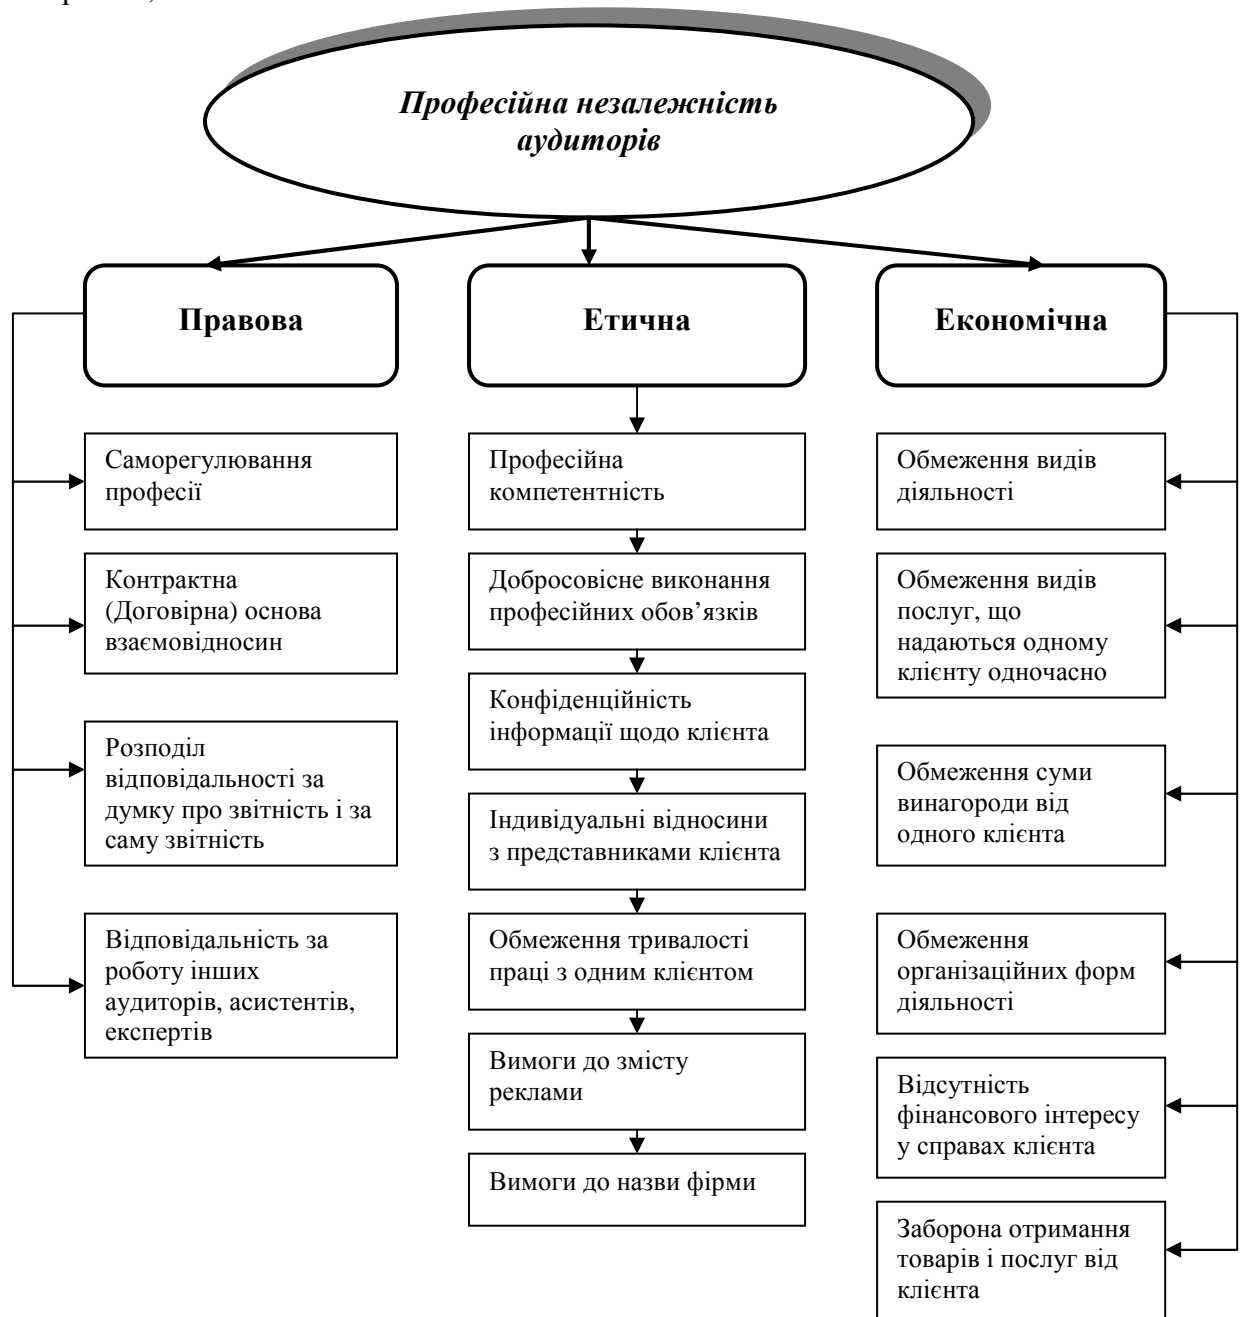 Професійна незалежність
аудиторів
Правова
Етична
Економічна
Саморегулювання
професії
Контрактна
(Договірна) основа
взаємовідносин
Розподіл
відповідальності за
думку про звітність і за
саму звітність
Відповідальність за
роботу інших
аудиторів, асистентів,
експертів
Професійна
компетентність
Добросовісне виконання
професійних обов’язків
Конфіденційність
інформації щодо клієнта
Індивідуальні відносини
з представниками клієнта
Обмеження тривалості
праці з одним клієнтом
Вимоги до змісту
реклами
Вимоги до назви фірми
Обмеження видів
діяльності
Обмеження видів
послуг, що
надаються одному
клієнту одночасно
Обмеження суми
винагороди від
одного клієнта
Обмеження
організаційних форм
діяльності
Відсутність
фінансового інтересу
у справах клієнта
Заборона отримання
товарів і послуг від
клієнта